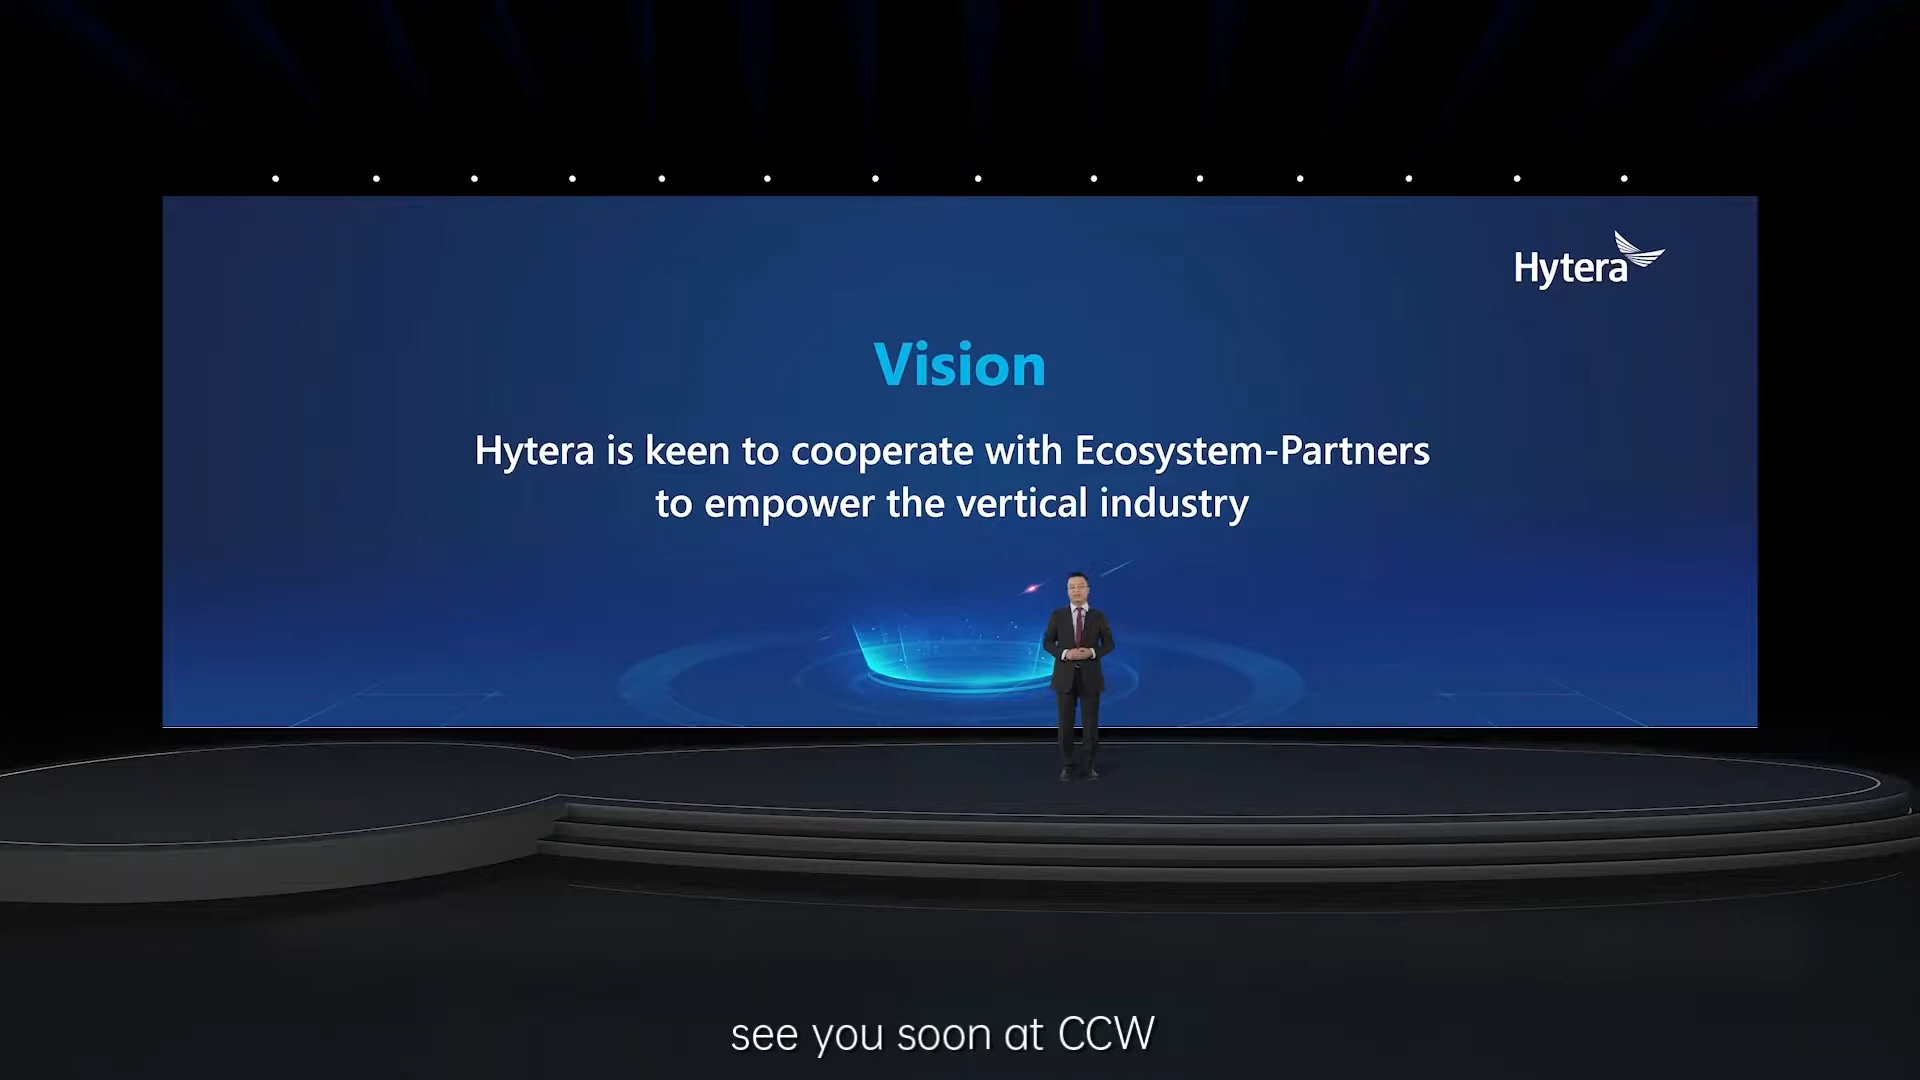 Hytera
Vision
Hytera is keen to cooperate with Ecosystem-Partners
to empower the vertical industry
see you soon at CCW